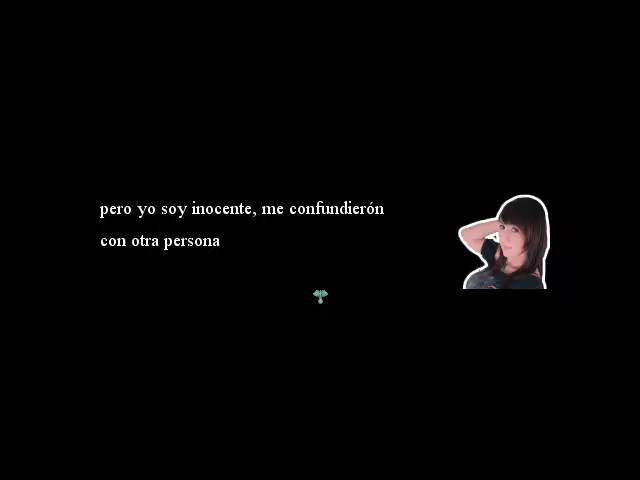 pero yo soy inocente, me confundierón
con otra persona